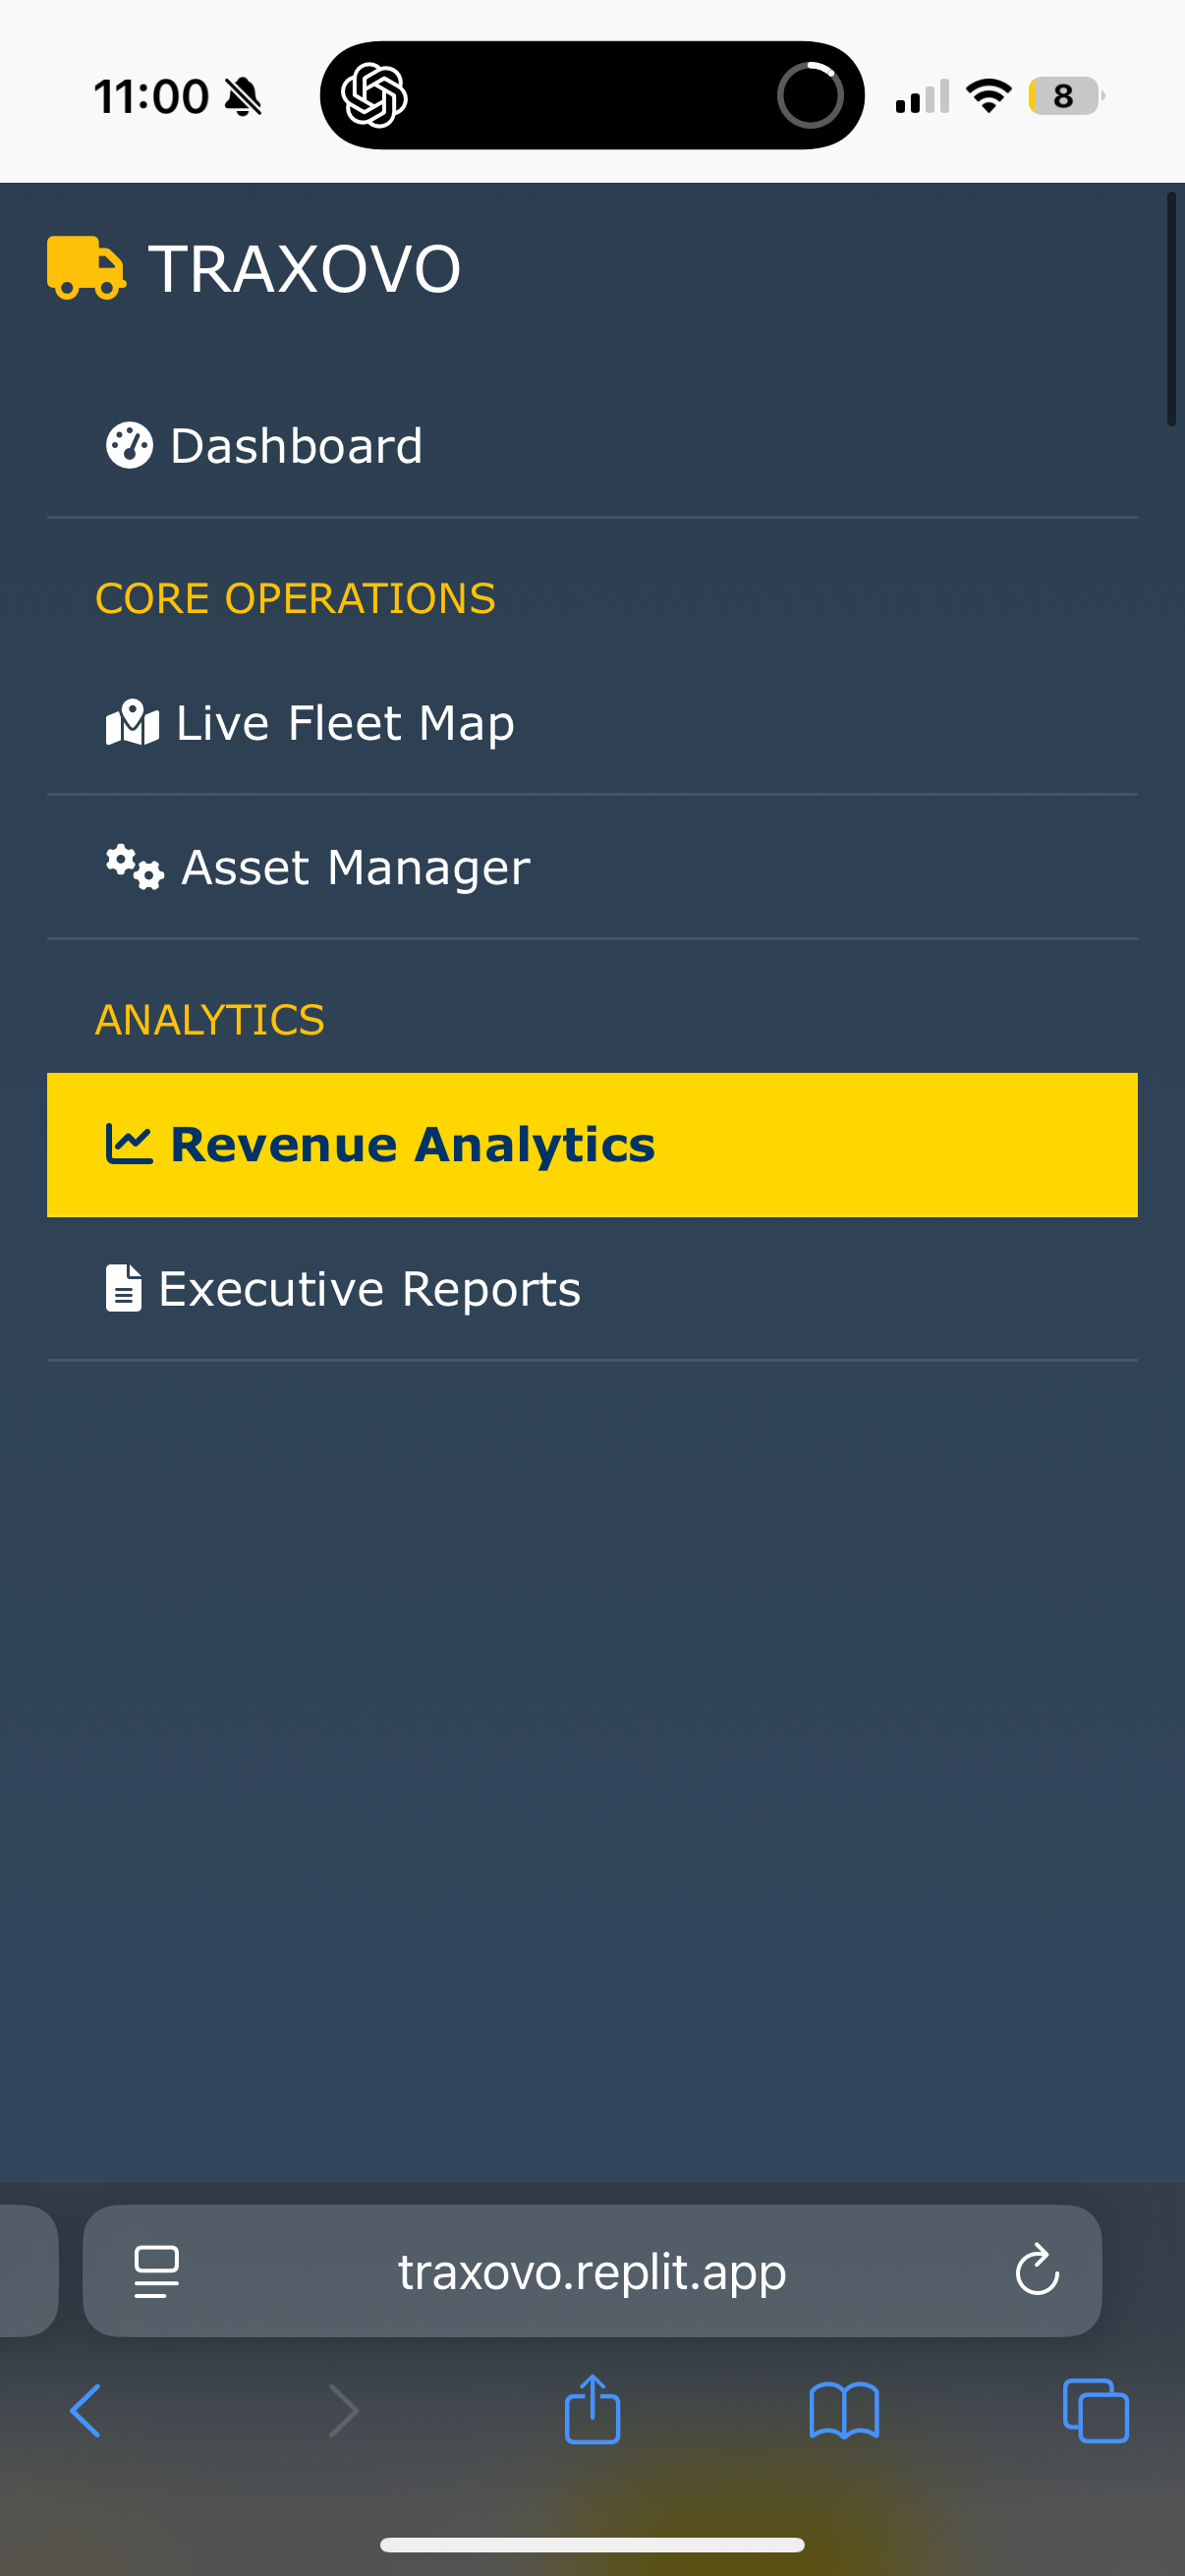 11:00
8
TRAXOVO
Dashboard
CORE OPERATIONS
Live Fleet Map
Asset Manager
ANALYTICS
Revenue Analytics
Executive Reports
traxovo.replit.app